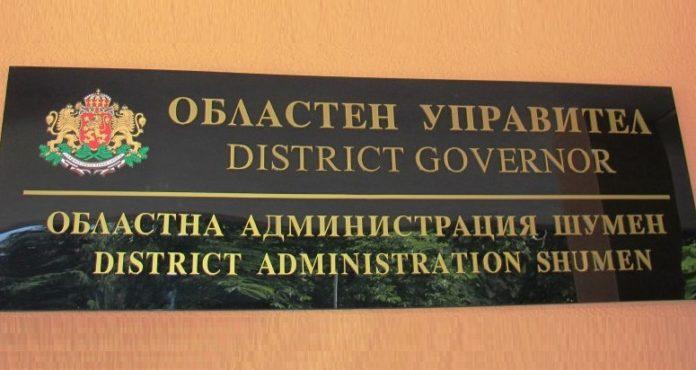 ОБЛАСТЕН УПРАВИТЕЛ
DISTRICT GOVERNOR
ОБЛАСТНА АДМИНИСТРАЦИЯ ШУМЕН
DISTRICT ADMINISTRATION SHUMEN